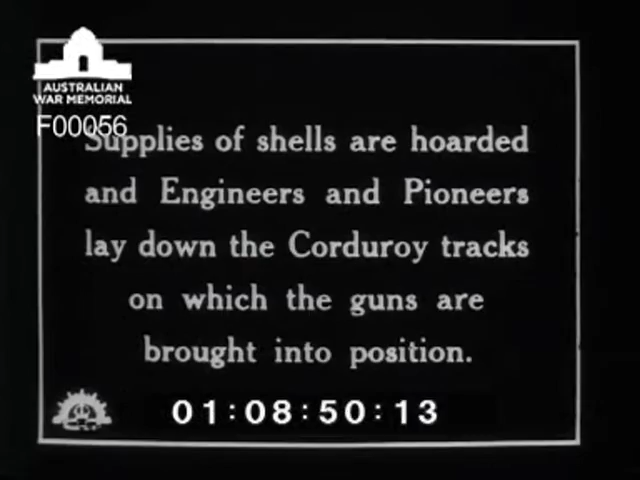 AUSTRALIAN
WAR MEMORIAL
F00056
Supplies of shells are hoarded
and Engineers and Pioneers
lay down the Corduroy tracks
on which the guns are
brought into position.
01:08:50:13